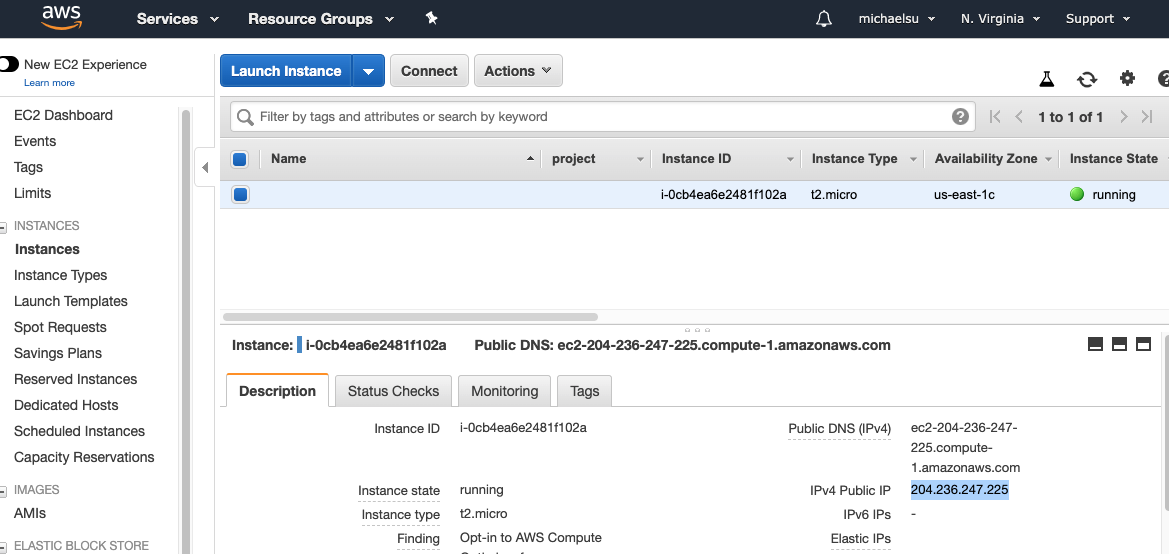 aws Services Resource Groups michaelsu N. Virginia Support
New EC2 Experience
Learn more
EC2 Dashboard
Events
Tags
Limits
INSTANCES
Instances
Instance Types
Launch Templates
Spot Requests
Savings Plans
Reserved Instances
Dedicated Hosts
Scheduled Instances
Capacity Reservations
IMAGES
AMIs
ELASTIC BLOCK STORE
Launch Instance Connect Actions
Filter by tags and attributes or search by keyword ? 1 to 1 of 1
Name project Instance ID Instance Type Availability Zone Instance State
i-0cb4ea6e2481f102a t2.micro us-east-1c running
Instance: i-0cb4ea6e2481f102a Public DNS: ec2-204-236-247-225.compute-1.amazonaws.com
Description Status Checks Monitoring Tags
Instance ID i-0cb4ea6e2481f102a
Instance state running
Instance type t2.micro
Finding Opt-in to AWS Compute
Public DNS (IPv4) ec2-204-236-247-
225.compute-
1.amazonaws.com
IPv4 Public IP 204.236.247.225
IPv6 IPs -
Elastic IPs